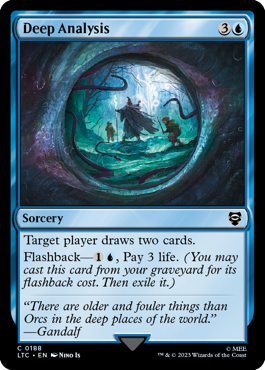 Deep Analysis 3
Sorcery
Target player draws two cards.
Flashback—1, Pay 3 life. (You may
cast this card from your graveyard for its
flashback cost. Then exile it.)
“There are older and fouler things than
Orcs in the deep places of the world.”
—Gandalf
C 0188
LTC • EN Nino Is
© MEE
™ & © 2023 Wizards of the Coast